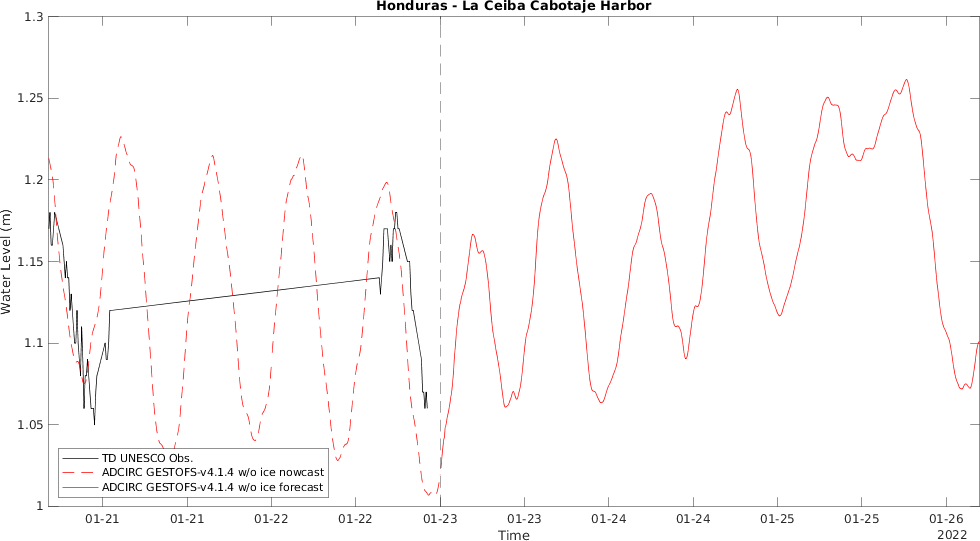 Honduras - La Ceiba Cabotaje Harbor
1.3
1.25
1.2
1.15
1.1
1.05
1
Water Level (m)
TD UNESCO Obs.
ADCIRC GESTOFS-v4.1.4 w/o ice nowcast
ADCIRC GESTOFS-v4.1.4 w/o ice forecast
01-21 01-21 01-22 01-22 01-23 01-23 01-24 01-24 01-25 01-25 01-26
Time
2022